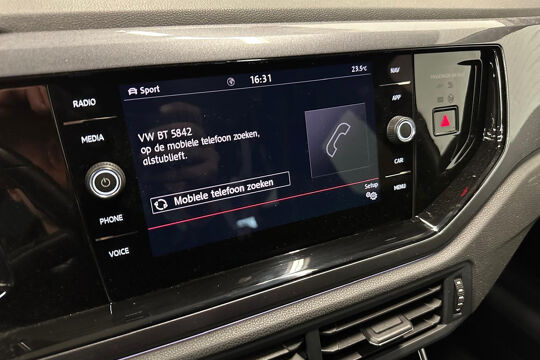 RADIO
MEDIA
PHONE
VOICE
Sport
16:31
23.5°C
VW BT 5842
op de mobiele telefoon zoeken,
alstublieft.
Mobiele telefoon zoeken
Setup
NAV
APP
CAR
MENU